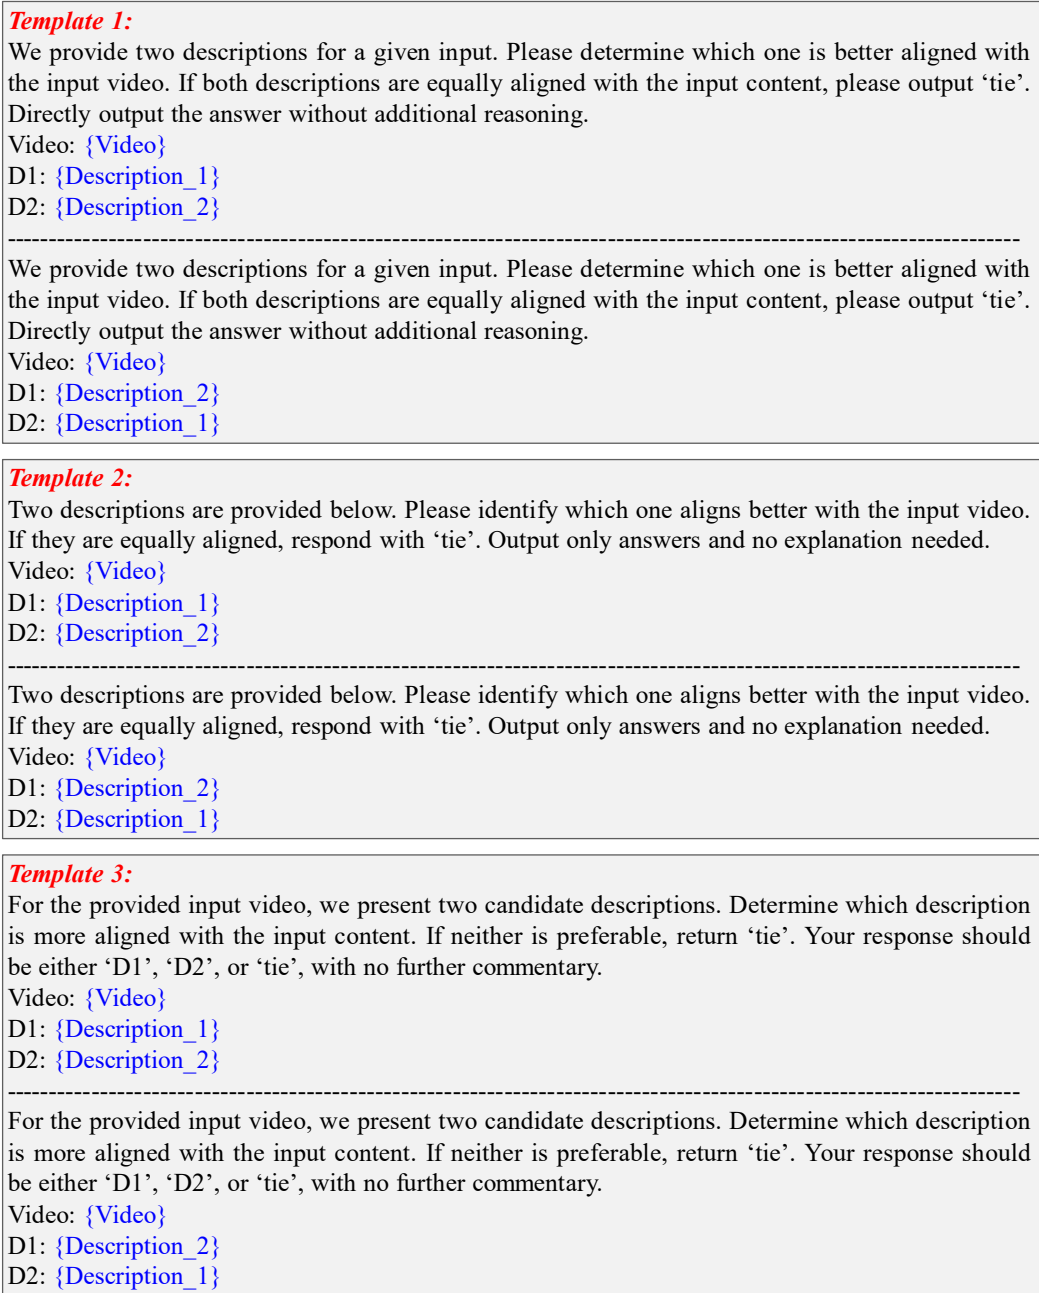 Template 1:
We provide two descriptions for a given input. Please determine which one is better aligned with
the input video. If both descriptions are equally aligned with the input content, please output ‘tie’.
Directly output the answer without additional reasoning.
Video: {Video}
D1: {Description_1}
D2: {Description_2}
------------------------------------------------------------------------------------------------------------------------
We provide two descriptions for a given input. Please determine which one is better aligned with
the input video. If both descriptions are equally aligned with the input content, please output ‘tie’.
Directly output the answer without additional reasoning.
Video: {Video}
D1: {Description_2}
D2: {Description_1}
Template 2:
Two descriptions are provided below. Please identify which one aligns better with the input video.
If they are equally aligned, respond with ‘tie’. Output only answers and no explanation needed.
Video: {Video}
D1: {Description_1}
D2: {Description_2}
------------------------------------------------------------------------------------------------------------------------
Two descriptions are provided below. Please identify which one aligns better with the input video.
If they are equally aligned, respond with ‘tie’. Output only answers and no explanation needed.
Video: {Video}
D1: {Description_2}
D2: {Description_1}
Template 3:
For the provided input video, we present two candidate descriptions. Determine which description
is more aligned with the input content. If neither is preferable, return ‘tie’. Your response should
be either ‘D1’, ‘D2’, or ‘tie’, with no further commentary.
Video: {Video}
D1: {Description_1}
D2: {Description_2}
------------------------------------------------------------------------------------------------------------------------
For the provided input video, we present two candidate descriptions. Determine which description
is more aligned with the input content. If neither is preferable, return ‘tie’. Your response should
be either ‘D1’, ‘D2’, or ‘tie’, with no further commentary.
Video: {Video}
D1: {Description_2}
D2: {Description_1}